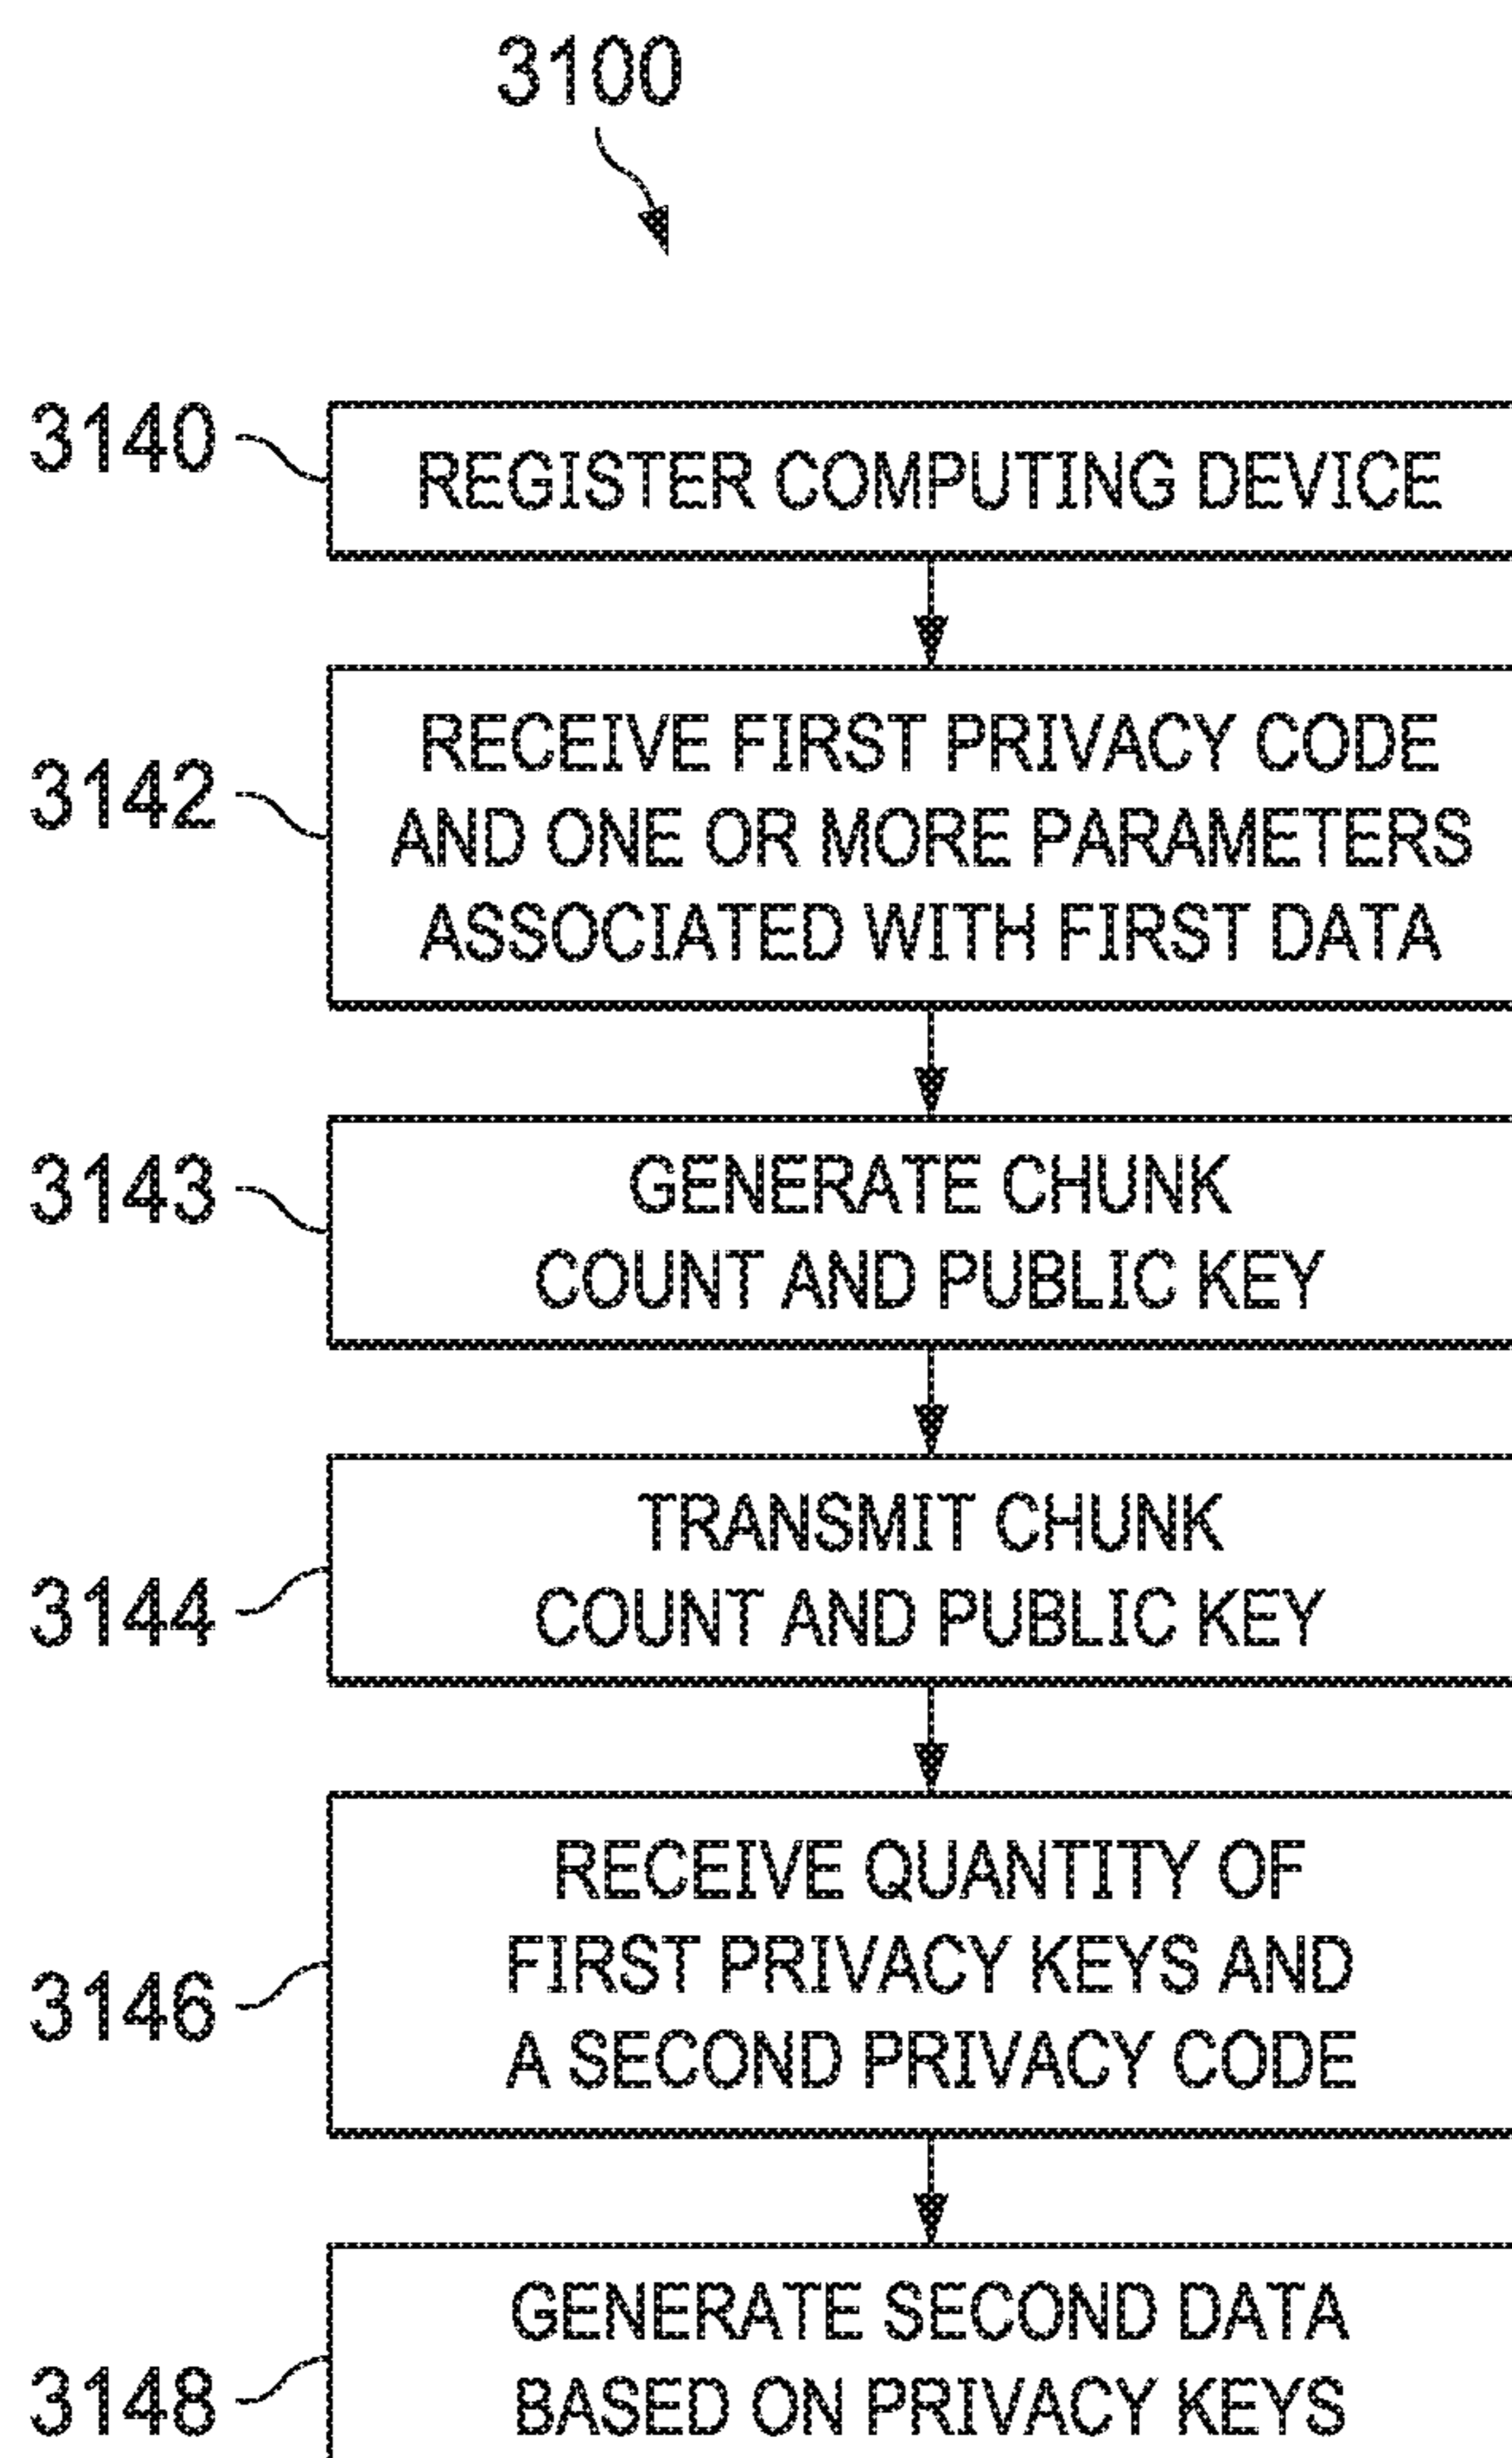 3100
3140
REGISTER COMPUTING DEVICE
3142
RECEIVE FIRST PRIVACY CODE
AND ONE OR MORE PARAMETERS
ASSOCIATED WITH FIRST DATA
3143
GENERATE CHUNK
COUNT AND PUBLIC KEY
3144
TRANSMIT CHUNK
COUNT AND PUBLIC KEY
3146
RECEIVE QUANTITY OF
FIRST PRIVACY KEYS AND
A SECOND PRIVACY CODE
3148
GENERATE SECOND DATA
BASED ON PRIVACY KEYS